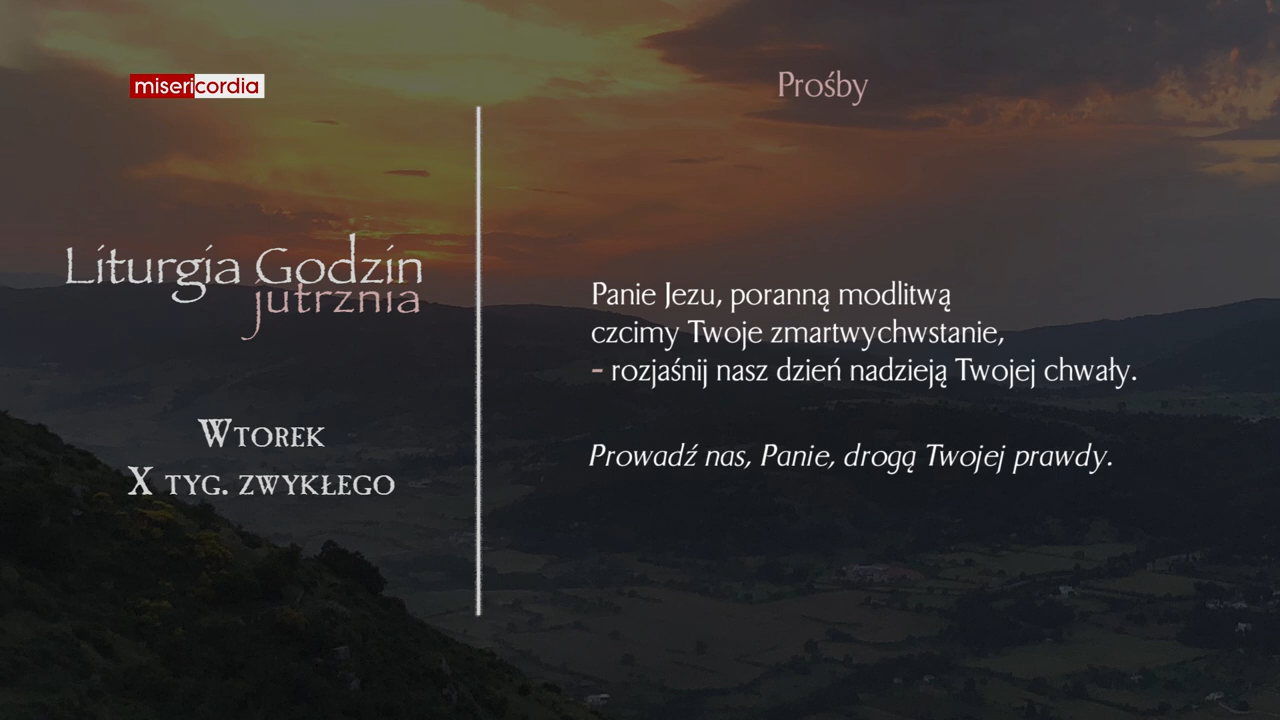 misericordia
Liturgia Godzin
jutrznia
Wtorek
X tyg. zwykłego
Prośby
Panie Jezu, poranną modlitwą
czcimy Twoje zmartwychwstanie,
- rozjaśnij nasz dzień nadzieją Twojej chwały.
Prowadź nas, Panie, drogą Twojej prawdy.